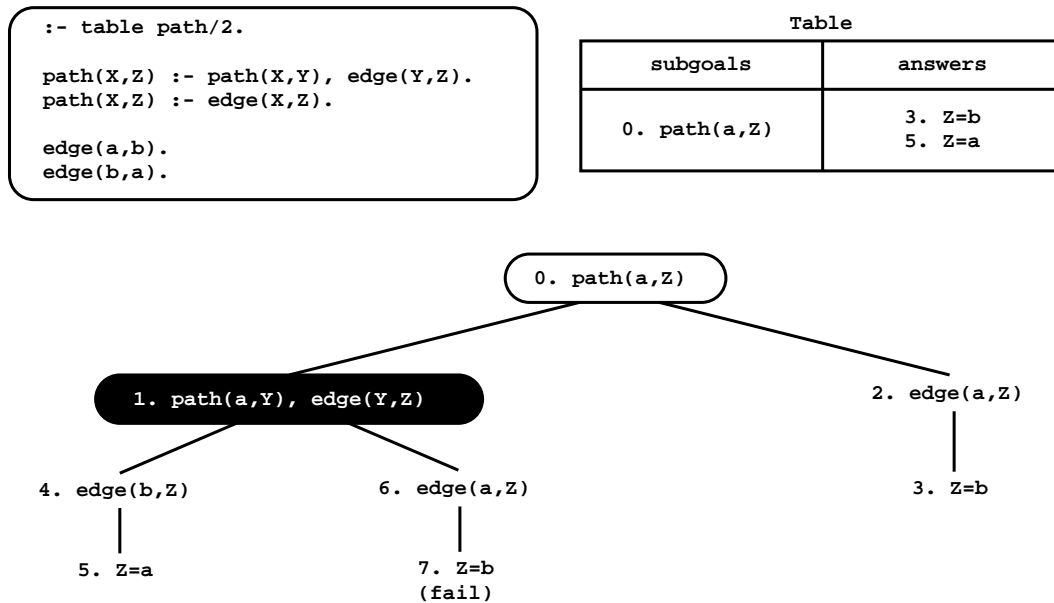 :- table path/2.
path(X,Z) :- path(X,Y), edge(Y,Z).
path(X,Z) :- edge(X,Z).
edge(a,b).
edge(b,a).
Table
subgoals answers
0. path(a,Z)
3. Z=b
5. Z=a
0. path(a,Z)
1. path(a,Y), edge(Y,Z)
2. edge(a,Z)
4. edge(b,Z)
6. edge(a,Z)
3. Z=b
5. Z=a
7. Z=b
(fail)